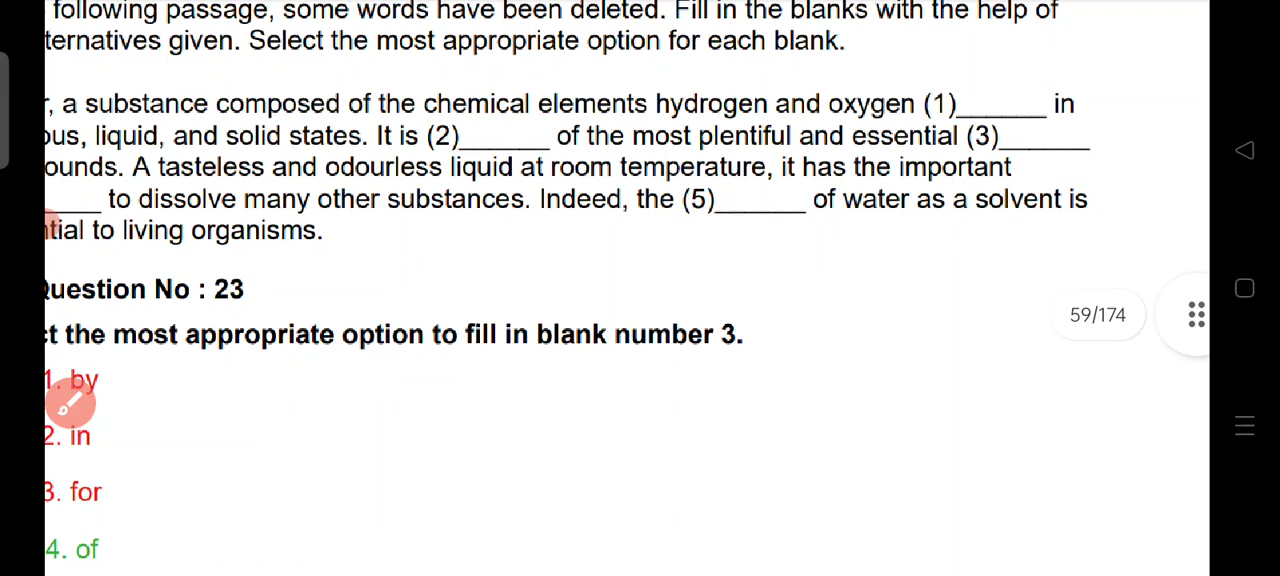 following passage, some words have been deleted. Fill in the blanks with the help of
ternatives given. Select the most appropriate option for each blank.
r, a substance composed of the chemical elements hydrogen and oxygen (1)______ in
ous, liquid, and solid states. It is (2)______ of the most plentiful and essential (3)______
ounds. A tasteless and odourless liquid at room temperature, it has the important
____ to dissolve many other substances. Indeed, the (5)______ of water as a solvent is
ntial to living organisms.
Question No : 23
ct the most appropriate option to fill in blank number 3.
59/174
1. by
2. in
3. for
4. of